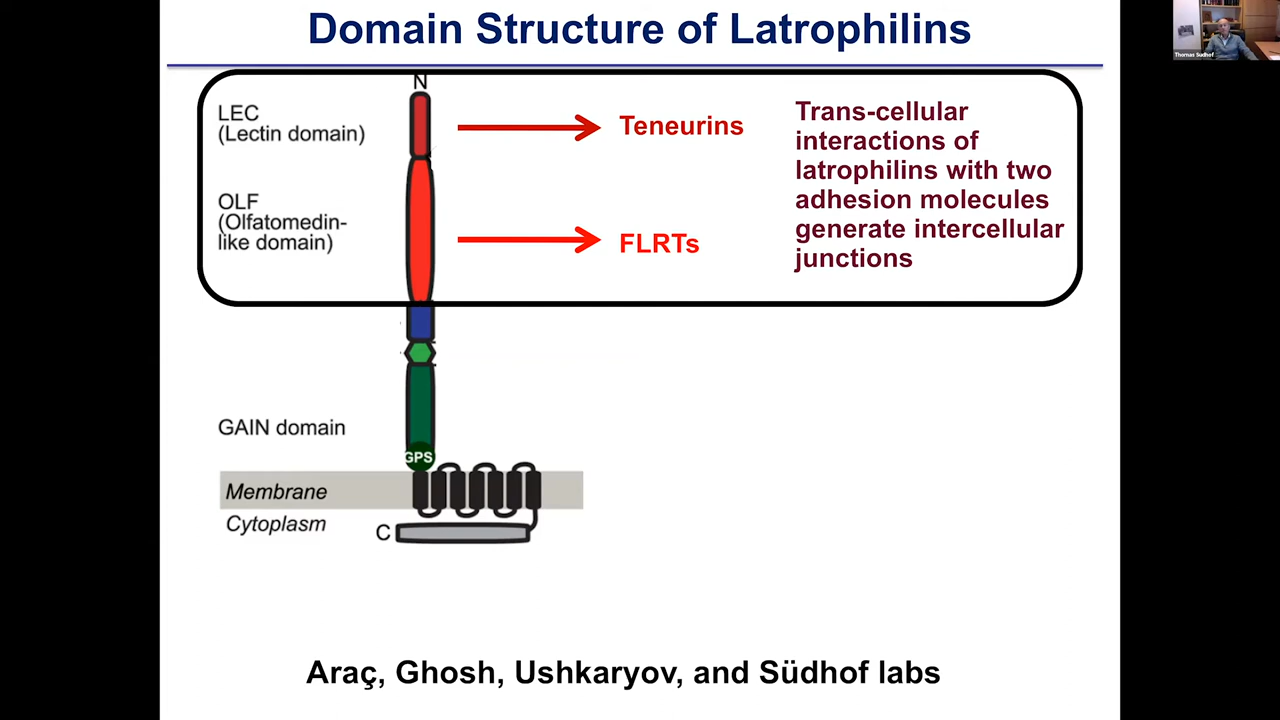 Domain Structure of Latrophilins
Thomas Sudhof
N
LEC
(Lectin domain)
Teneurins
OLF
(Olfatomedin-
like domain)
FLRTs
Trans-cellular
interactions of
latrophilins with two
adhesion molecules
generate intercellular
junctions
GAIN domain
GPS
Membrane
Cytoplasm
C
Araç, Ghosh, Ushkaryov, and Südhof labs